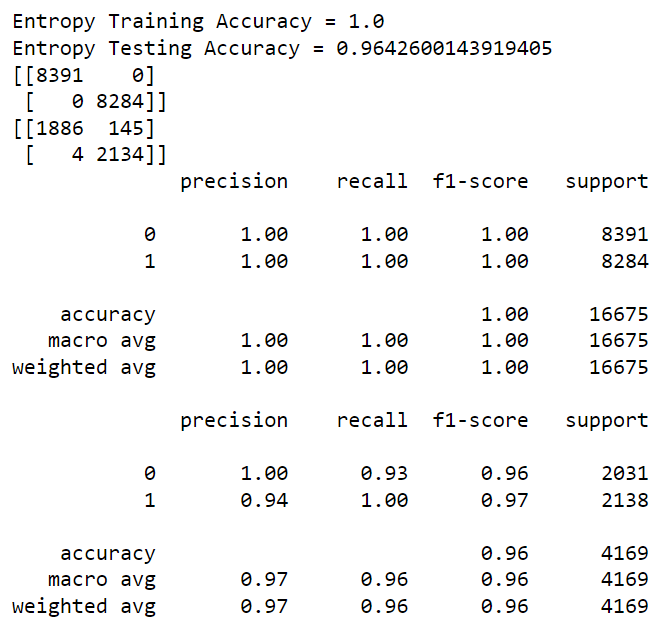 Entropy Training Accuracy = 1.0
Entropy Testing Accuracy = 0.9642600143919405
[[8391    0]
 [   0 8284]]
[[1886  145]
 [   4 2134]]
              precision    recall  f1-score   support

           0       1.00      1.00      1.00      8391
           1       1.00      1.00      1.00      8284

    accuracy                           1.00     16675
   macro avg       1.00      1.00      1.00     16675
weighted avg       1.00      1.00      1.00     16675

              precision    recall  f1-score   support

           0       1.00      0.93      0.96      2031
           1       0.94      1.00      0.97      2138

    accuracy                           0.96      4169
   macro avg       0.97      0.96      0.96      4169
weighted avg       0.97      0.96      0.96      4169